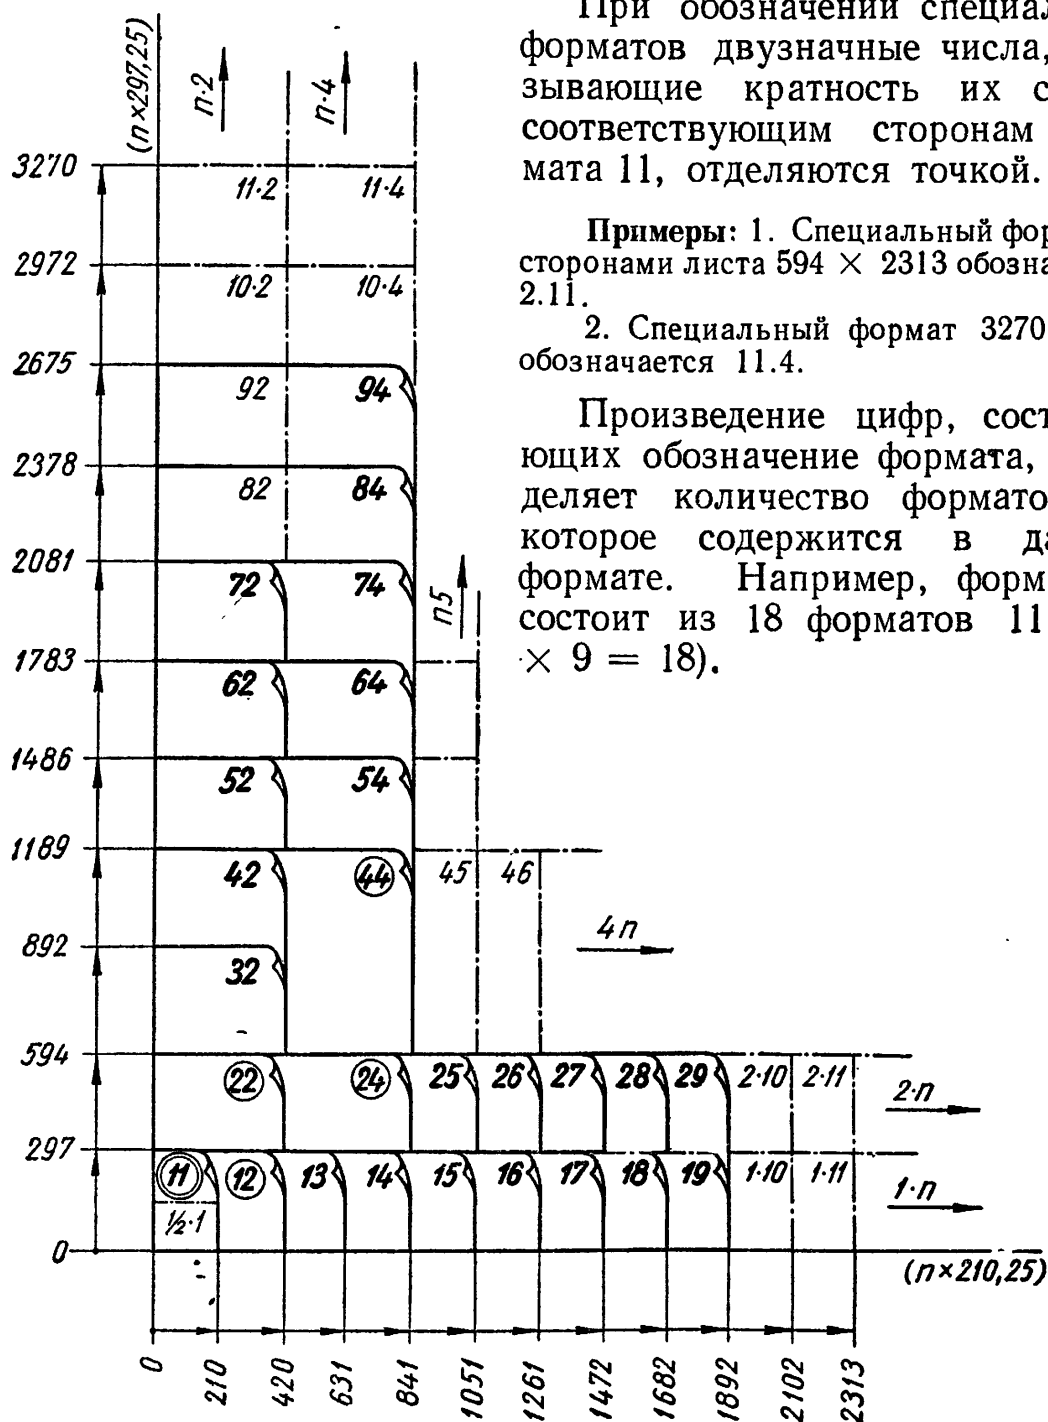 При обозначении специал
форматов двузначные числа,
зывающие кратность их с
соответствующим сторонам
мата 11, отделяются точкой.
Примеры: 1. Специальный фор
сторонами листа 594 × 2313 обозна
2.11.
2. Специальный формат 3270
обозначается 11.4.
Произведение цифр, сост
ющих обозначение формата,
деляет количество формато
которое содержится в да
формате. Например, форм
состоит из 18 форматов 11
× 9 = 18).
(n×297,25)
n·2
n·4
3270
11·2 11·4
2972
10·2 10·4
2675
92 94
2378
82 84
2081
72 74
n5
1783
62 64
1486
52 54
1189
42 44 45 46
892
32
4n
594
22 24 25 26 27 28 29 2·10 2·11
2·n
297
11 12 13 14 15 16 17 18 19 1·10 1·11
½·1
1·n
0
(n×210,25)
0 210 420 631 841 1051 1261 1472 1682 1892 2102 2313